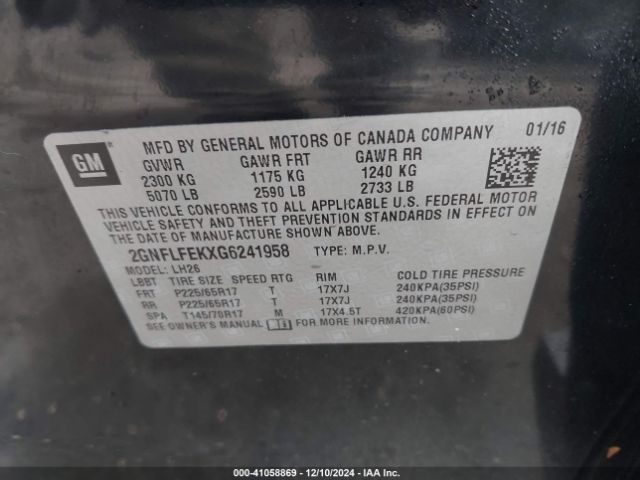 GM
MFD BY GENERAL MOTORS OF CANADA COMPANY 01/16
GVWR GAWR FRT GAWR RR
2300 KG 1175 KG 1240 KG
5070 LB 2590 LB 2733 LB
THIS VEHICLE CONFORMS TO ALL APPLICABLE U.S. FEDERAL MOTOR
VEHICLE SAFETY AND THEFT PREVENTION STANDARDS IN EFFECT ON
THE DATE OF MANUFACTURE SHOWN ABOVE.
2GNFLFEKXG6241958 TYPE: M.P.V.
MODEL: LH26
LBBT TIRE SIZE SPEED RTG RIM COLD TIRE PRESSURE
FRT P225/65R17 T 17X7J 240KPA(35PSI)
RR P225/65R17 T 17X7J 240KPA(35PSI)
SPA T145/70R17 M 17X4.5T 420KPA(60PSI)
SEE OWNER'S MANUAL FOR MORE INFORMATION.
Stock No: 41058869 - 12/10/2024 - IAA Inc.